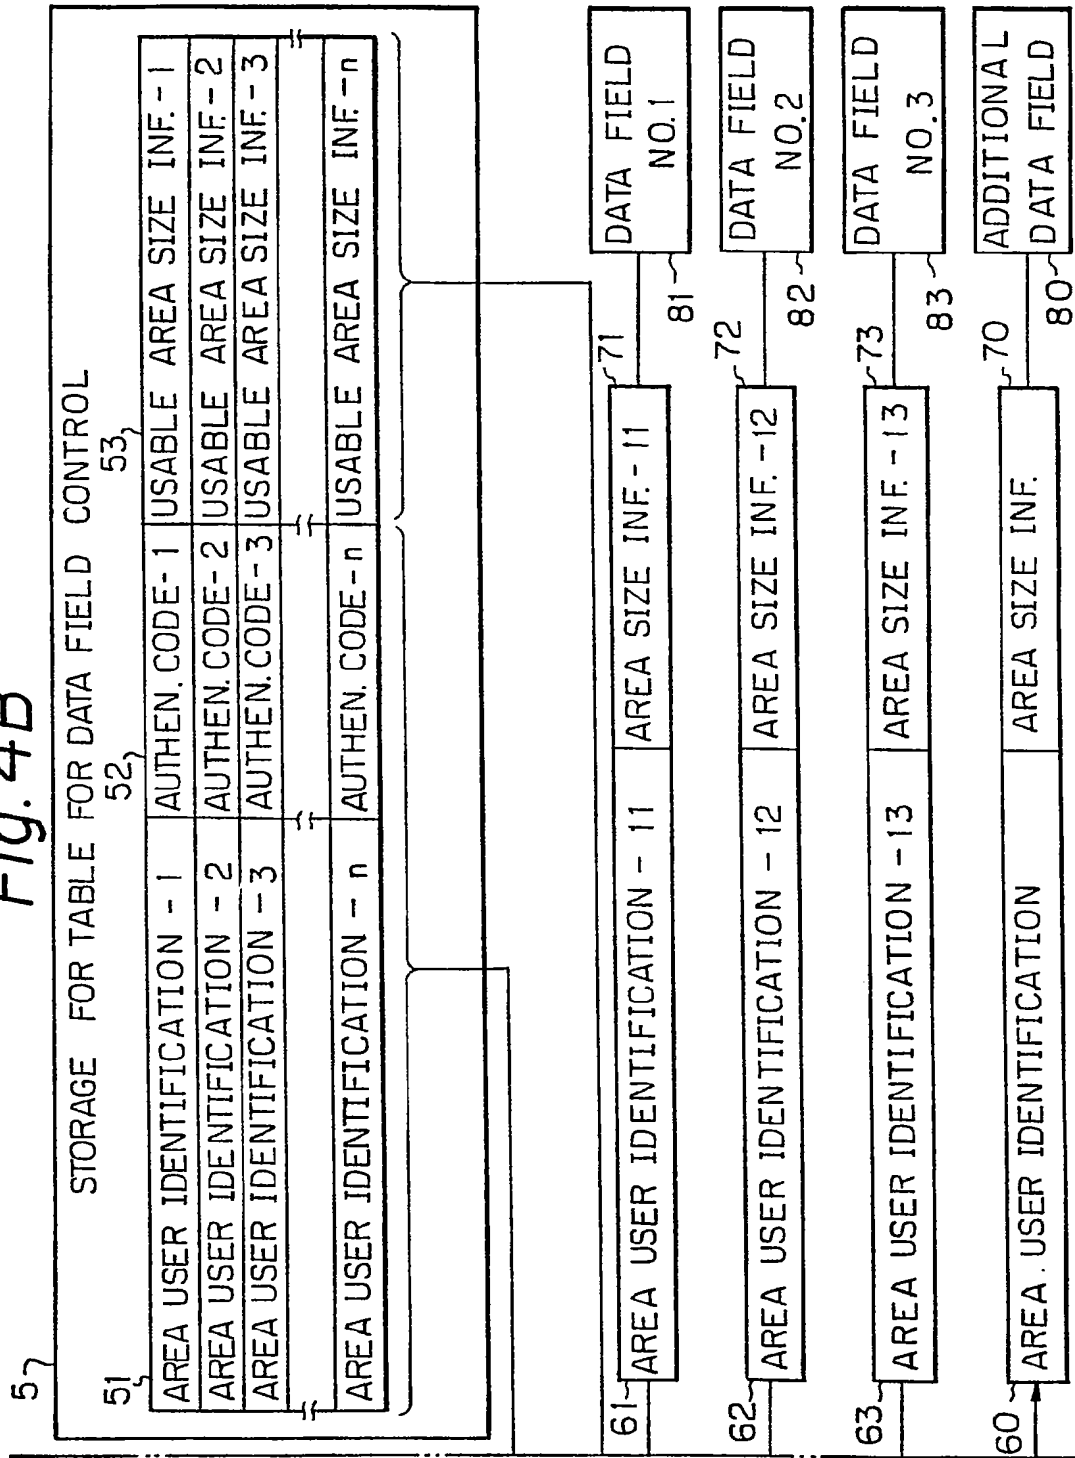 Fig. 4B
5
STORAGE FOR TABLE FOR DATA FIELD CONTROL
51
52
53
AREA USER IDENTIFICATION - 1 AUTHEN. CODE - 1 USABLE AREA SIZE INF. - 1
AREA USER IDENTIFICATION - 2 AUTHEN. CODE - 2 USABLE AREA SIZE INF. - 2
AREA USER IDENTIFICATION - 3 AUTHEN. CODE - 3 USABLE AREA SIZE INF. - 3
AREA USER IDENTIFICATION - n AUTHEN. CODE - n USABLE AREA SIZE INF. - n
61
AREA USER IDENTIFICATION - 11 AREA SIZE INF. - 11
71
DATA FIELD
NO. 1
81
62
AREA USER IDENTIFICATION - 12 AREA SIZE INF. - 12
72
DATA FIELD
NO. 2
82
63
AREA USER IDENTIFICATION - 13 AREA SIZE INF. - 13
73
DATA FIELD
NO. 3
83
60
AREA. USER IDENTIFICATION AREA SIZE INF.
70
ADDITIONAL
DATA FIELD
80